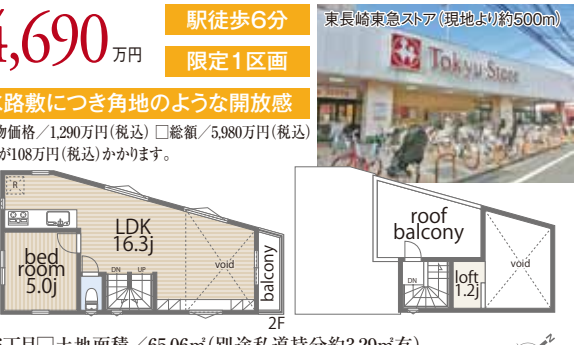 4,690万円
駅徒歩6分
限定1区画
路敷につき角地のような開放感
物価格／1,290万円(税込) □総額／5,980万円(税込)
が108万円(税込)かかります。
東長崎東急ストア(現地より約500m)
Tokyu Store
R
LDK
16.3j
bed
room
5.0j
DN
UP
void
balcony
2F
roof
balcony
DN
loft
1.2j
void
丁目□土地面積／65.06㎡(別途私道持分約3.29㎡有)
N